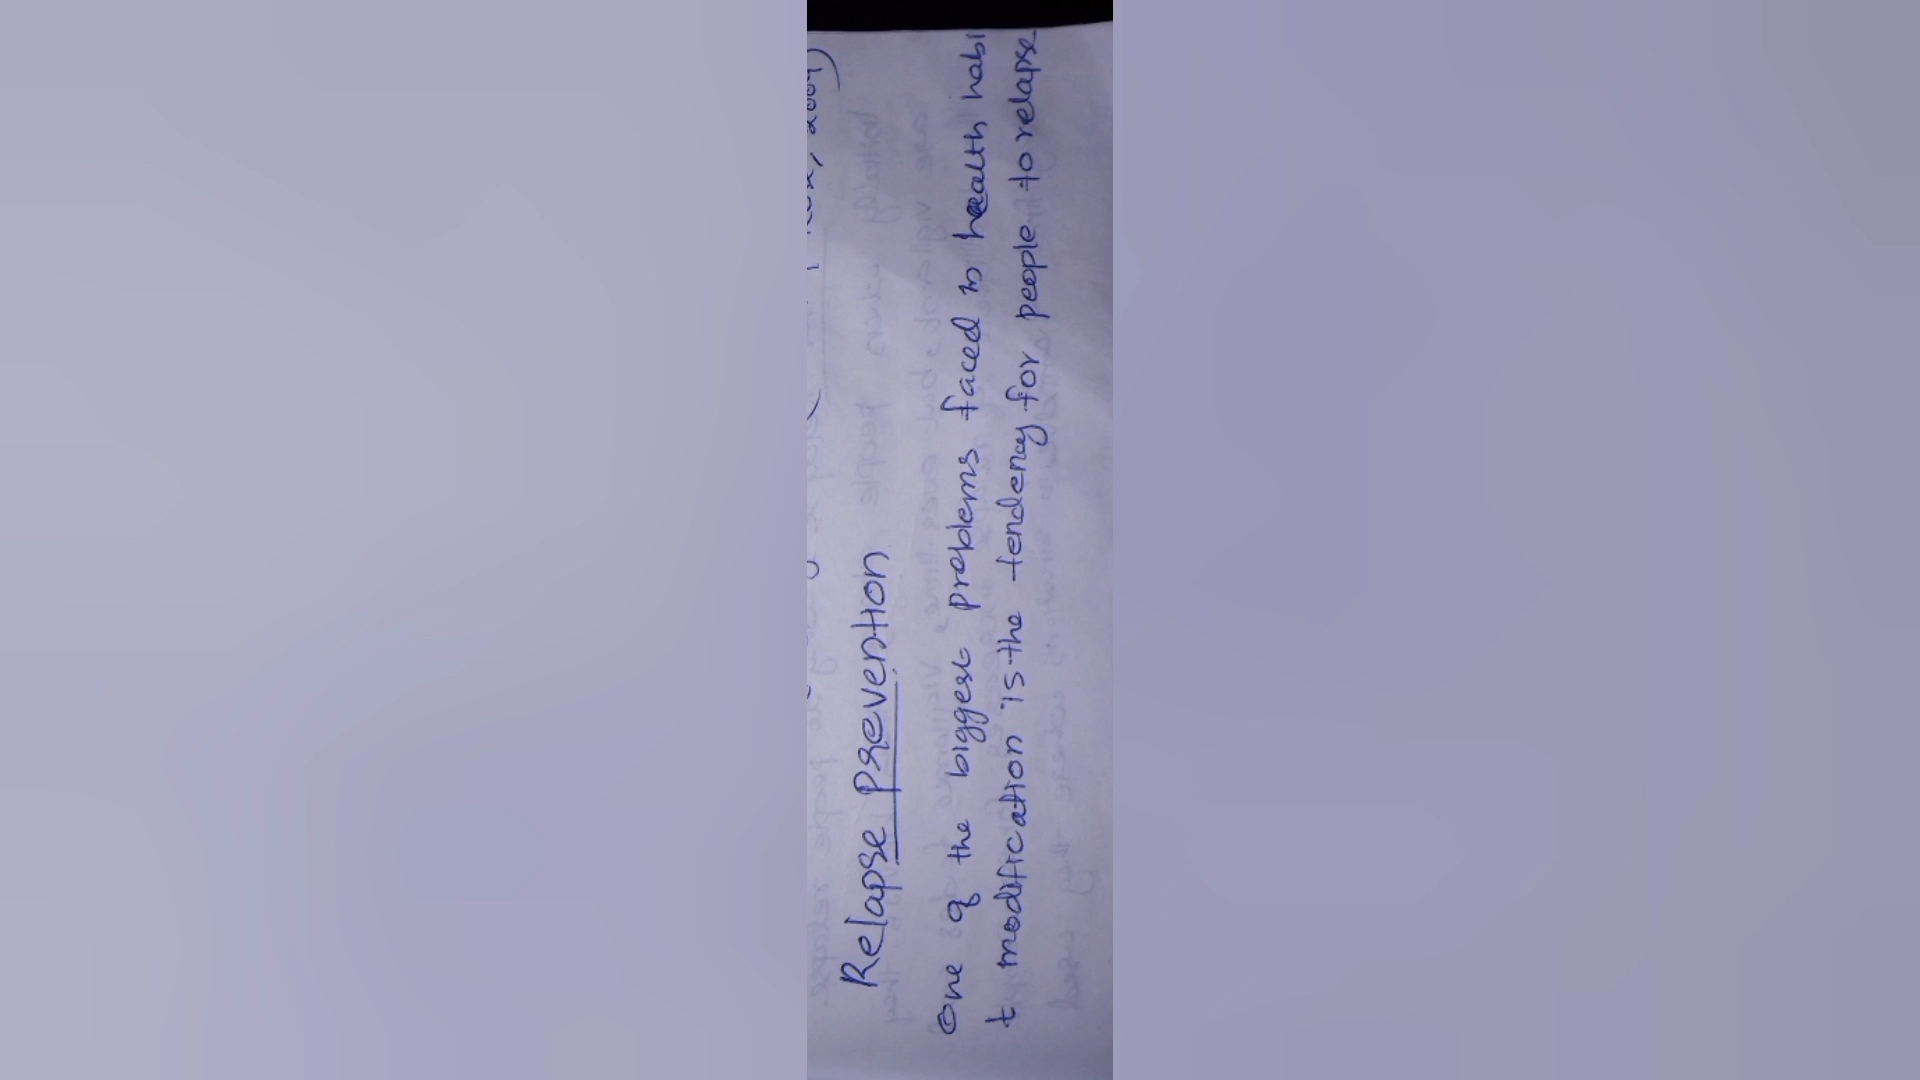 , 2004)
Relapse prevention
One of the biggest problems faced in health habi
t modification is the tendency for people to relapse